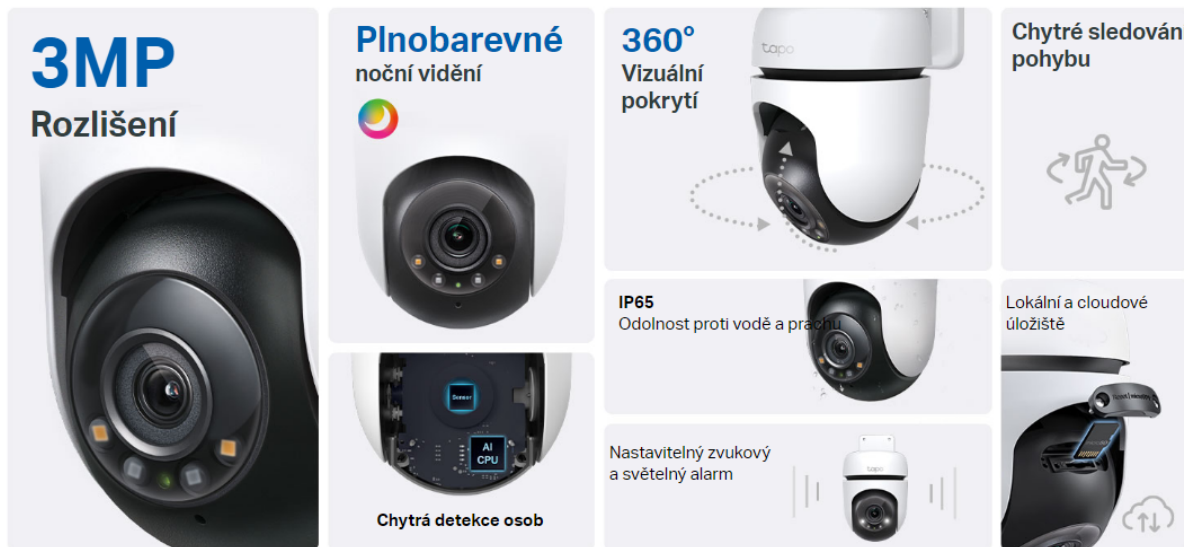 3MP
Rozlišení
Plnobarevné
noční vidění
360°
Vizuální
pokrytí
tapo
Chytré sledován
pohybu
Sensor
AI
CPU
Chytrá detekce osob
IP65
Odolnost proti vodě a prachu
Nastavitelný zvukový
a světelný alarm
tapo
Lokální a cloudové
úložiště